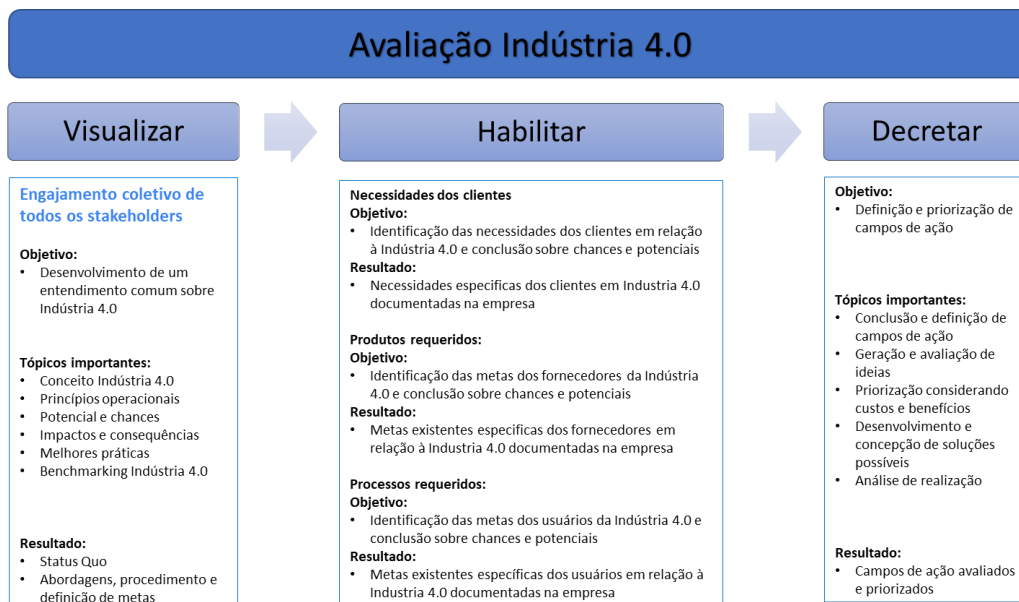 Avaliação Indústria 4.0
Visualizar
Habilitar
Decretar
Engajamento coletivo de
todos os stakeholders
Objetivo:
• Desenvolvimento de um
entendimento comum sobre
Indústria 4.0
Tópicos importantes:
• Conceito Indústria 4.0
• Princípios operacionais
• Potencial e chances
• Impactos e consequências
• Melhores práticas
• Benchmarking Indústria 4.0
Resultado:
• Status Quo
• Abordagens, procedimento e
definição de metas
Necessidades dos clientes
Objetivo:
• Identificação das necessidades dos clientes em relação
à Indústria 4.0 e conclusão sobre chances e potenciais
Resultado:
• Necessidades especificas dos clientes em Industria 4.0
documentadas na empresa
Produtos requeridos:
Objetivo:
• Identificação das metas dos fornecedores da Indústria
4.0 e conclusão sobre chances e potenciais
Resultado:
• Metas existentes especificas dos fornecedores em
relação à Industria 4.0 documentadas na empresa
Processos requeridos:
Objetivo:
• Identificação das metas dos usuários da Indústria 4.0 e
conclusão sobre chances e potenciais
Resultado:
• Metas existentes específicas dos usuários em relação à
Industria 4.0 documentadas na empresa
Objetivo:
• Definição e priorização de
campos de ação
Tópicos importantes:
• Conclusão e definição de
campos de ação
• Geração e avaliação de
ideias
• Priorização considerando
custos e benefícios
• Desenvolvimento e
concepção de soluções
possíveis
• Análise de realização
Resultado:
• Campos de ação avaliados
e priorizados